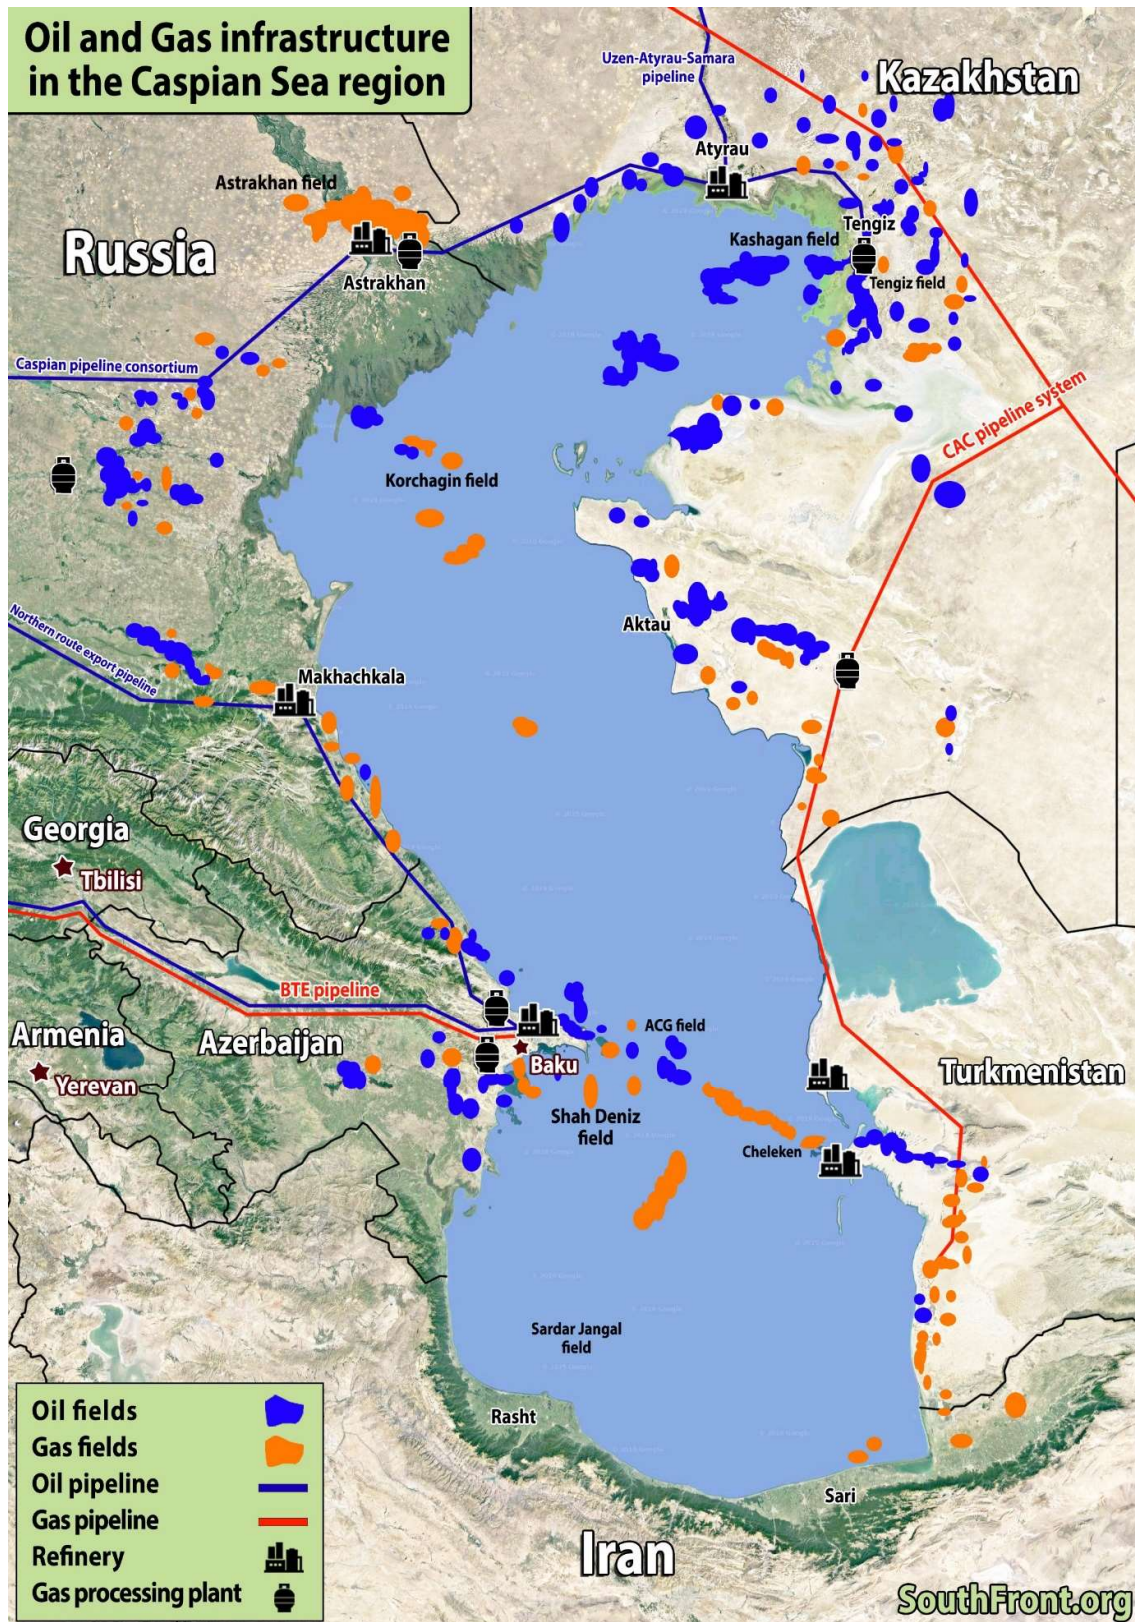 Oil and Gas infrastructure
in the Caspian Sea region
Uzen-Atyrau-Samara
pipeline
Kazakhstan
Atyrau
Astrakhan field
Russia
Tengiz
Kashagan field
Tengiz field
Astrakhan
Caspian pipeline consortium
CAC pipeline system
Korchagin field
Northern route export pipeline
Aktau
Makhachkala
Georgia
Tbilisi
BTE pipeline
ACG field
Armenia
Azerbaijan
Baku
Yerevan
Turkmenistan
Shah Deniz
field
Cheleken
Sardar Jangal
field
Rasht
Sari
Iran
Oil fields
Gas fields
Oil pipeline
Gas pipeline
Refinery
Gas processing plant
SouthFront.org